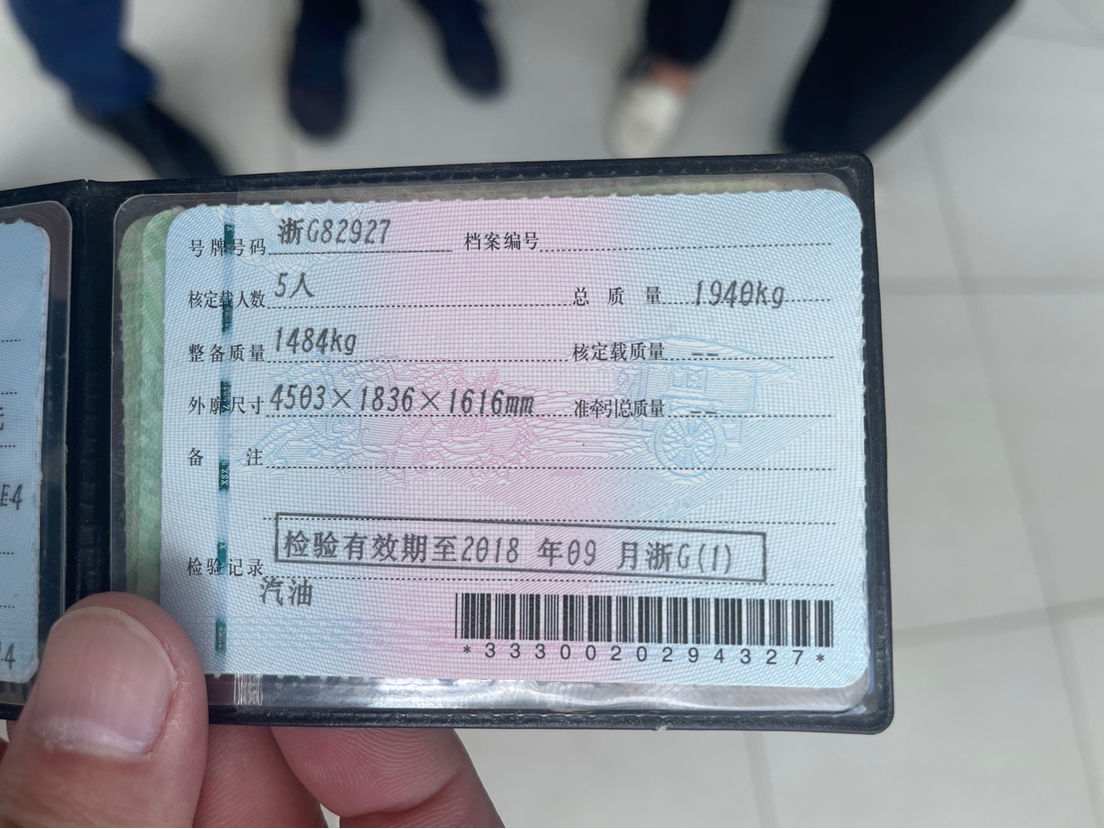 号牌号码 浙G82927 档案编号
核定载人数 5人 总质量 1940kg
整备质量 1484kg 核定载质量 --
外廓尺寸 4503×1836×1616mm 准牵引总质量 --
备注
检验记录 检验有效期至2018 年09 月浙G(1)
汽油
*3330020294327*